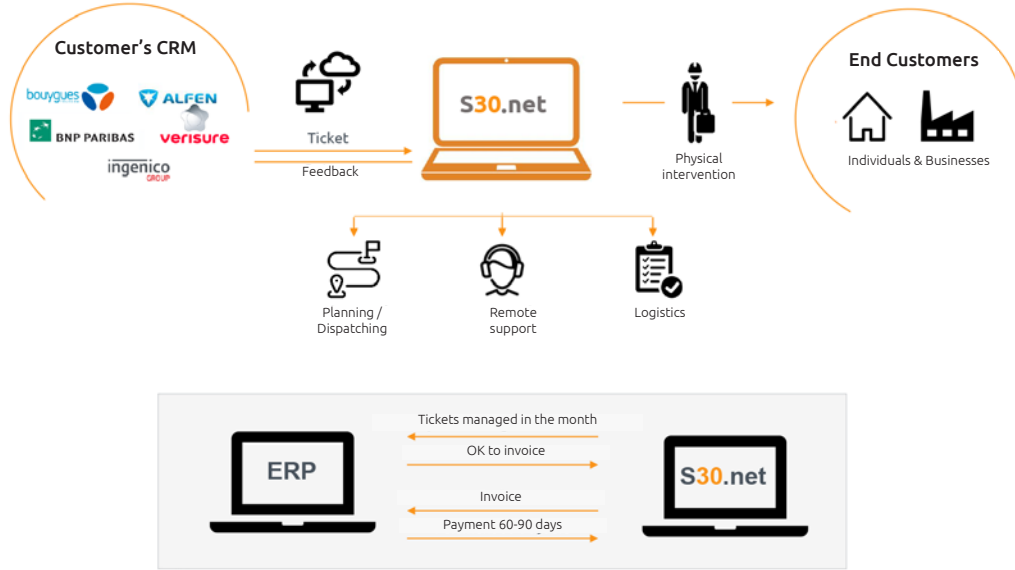 Customer's CRM
bouygues
ALFEN
BNP PARIBAS
verisure
ingenico
GROUP
Ticket
Feedback
S30.net
Physical
intervention
End Customers
Individuals & Businesses
Planning /
Dispatching
Remote
support
Logistics
Tickets managed in the month
OK to invoice
Invoice
Payment 60-90 days
ERP
S30.net